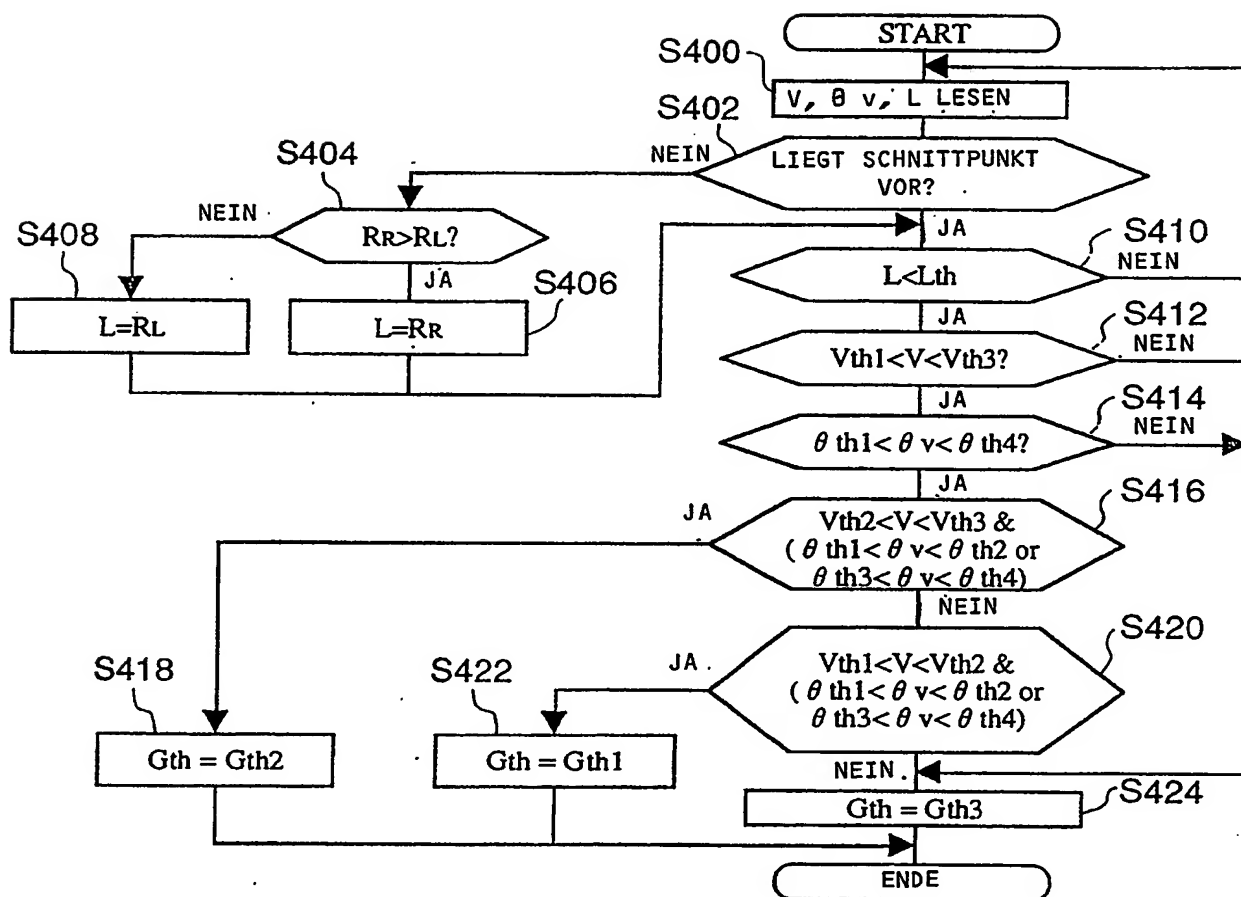 START
S400
V, θ v, L LESEN
S402
NEIN
LIEGT SCHNITTPUNKT
VOR?
S404
NEIN
RR>RL?
JA
S408
L=RL
S406
L=RR
JA
S410
L<Lth
NEIN
JA
S412
Vth1<V<Vth3?
NEIN
JA
S414
θ th1<θ v<θ th4?
NEIN
JA
S416
JA
Vth2<V<Vth3 &
(θ th1<θ v<θ th2 or
θ th3<θ v<θ th4)
NEIN
S420
JA
Vth1<V<Vth2 &
(θ th1<θ v<θ th2 or
θ th3<θ v<θ th4)
S418
Gth = Gth2
S422
Gth = Gth1
NEIN
S424
Gth = Gth3
ENDE